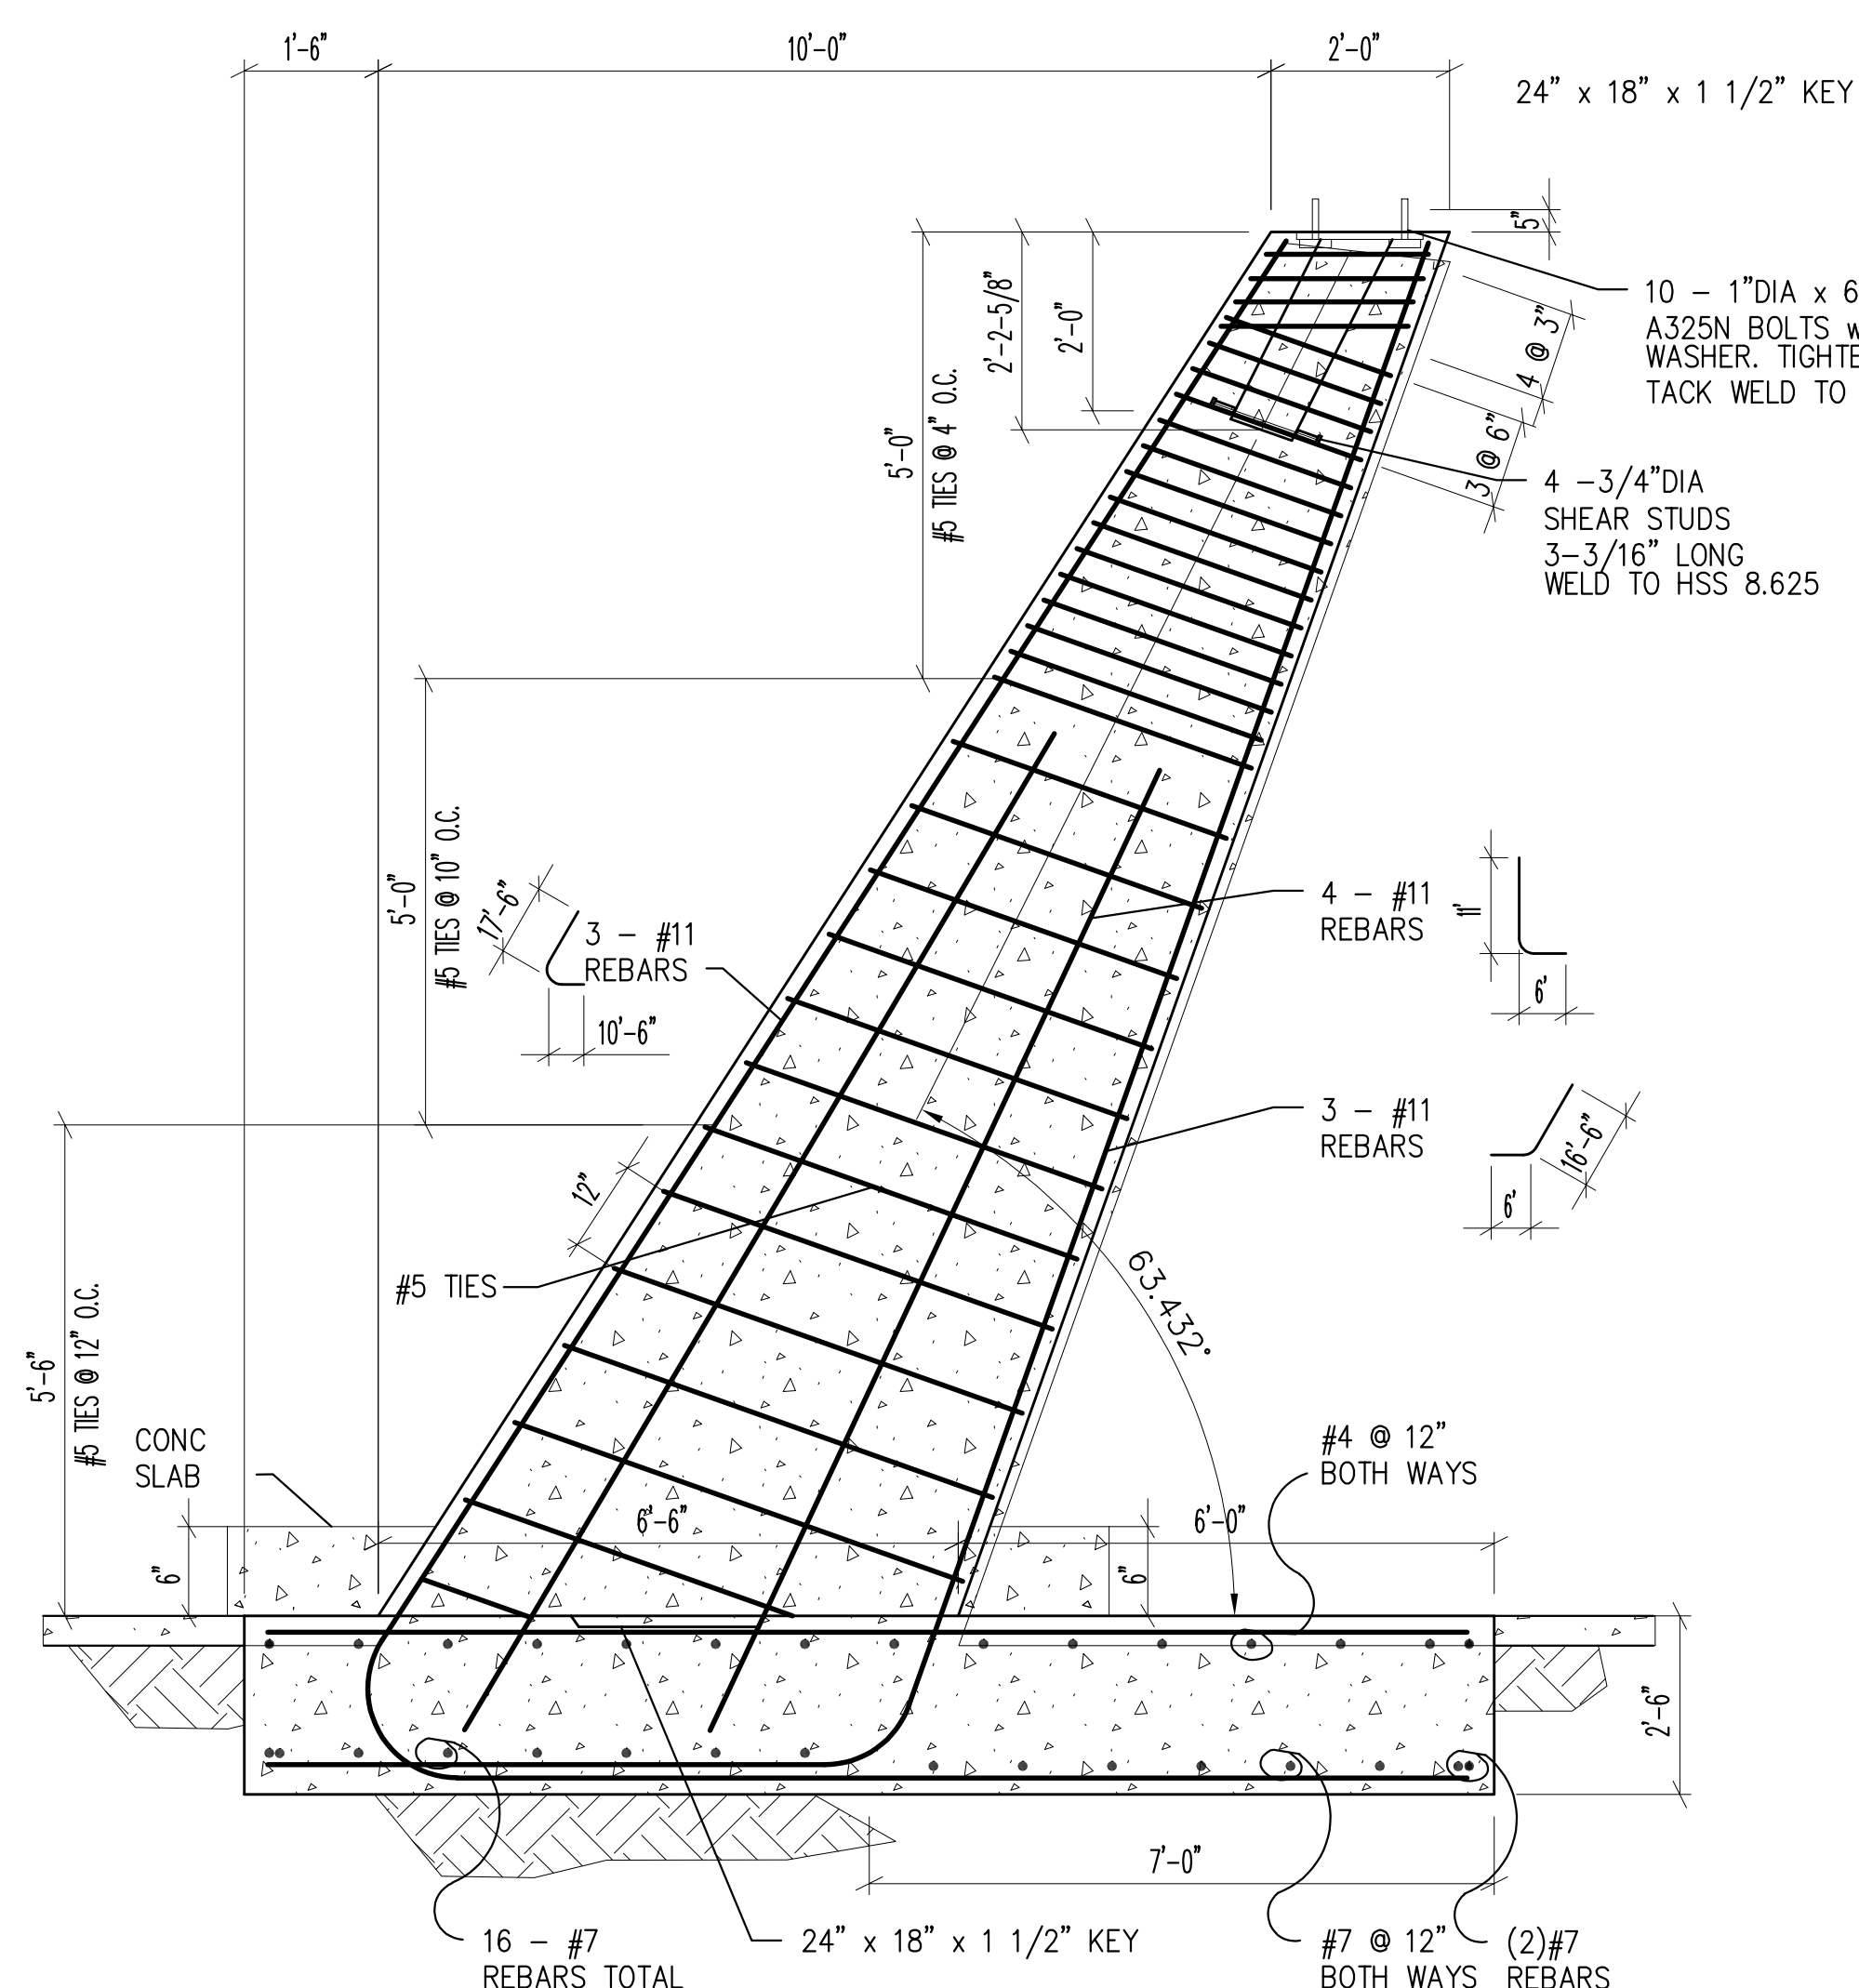 1'-6"
10'-0"
2'-0"
24" x 18" x 1 1/2" KEY
5"
10 - 1"DIA x 6
A325N BOLTS w
WASHER. TIGHTE
TACK WELD TO
2'-2-5/8"
2'-0"
4 @ 3"
5'-0"
#5 TIES @ 4" O.C.
3 @ 6"
4 -3/4"DIA
SHEAR STUDS
3-3/16" LONG
WELD TO HSS 8.625
5'-0"
#5 TIES @ 10" O.C.
17'-6"
3 - #11
REBARS
10'-6"
4 - #11
REBARS
11'
6'
3 - #11
REBARS
16'-6"
6'
12"
#5 TIES
63.432°
5'-6"
#5 TIES @ 12" O.C.
CONC
SLAB
#4 @ 12"
BOTH WAYS
6'-6"
6'-0"
6"
6"
2'-6"
7'-0"
16 - #7
REBARS TOTAL
24" x 18" x 1 1/2" KEY
#7 @ 12"
BOTH WAYS
(2)#7
REBARS